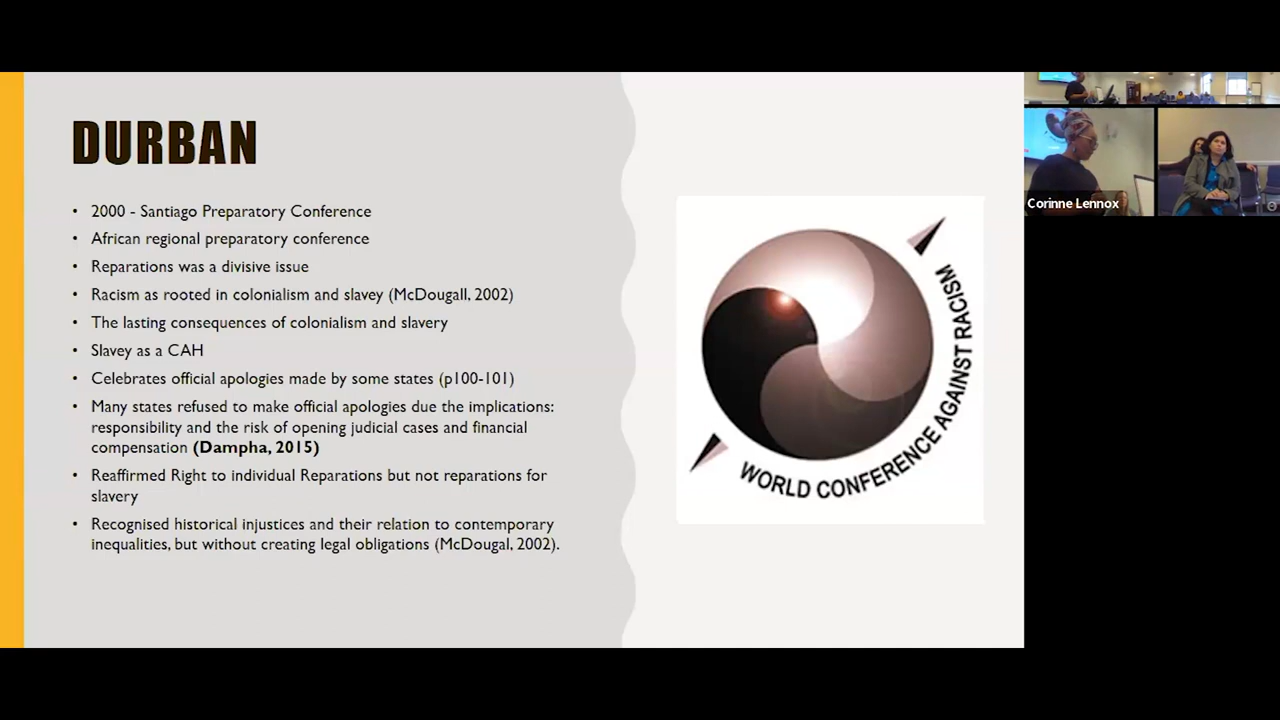 DURBAN
• 2000 - Santiago Preparatory Conference
• African regional preparatory conference
• Reparations was a divisive issue
• Racism as rooted in colonialism and slavey (McDougall, 2002)
• The lasting consequences of colonialism and slavery
• Slavey as a CAH
• Celebrates official apologies made by some states (p100-101)
• Many states refused to make official apologies due the implications:
responsibility and the risk of opening judicial cases and financial
compensation (Dampha, 2015)
• Reaffirmed Right to individual Reparations but not reparations for
slavery
• Recognised historical injustices and their relation to contemporary
inequalities, but without creating legal obligations (McDougal, 2002).
WORLD CONFERENCE AGAINST RACISM
Corinne Lennox